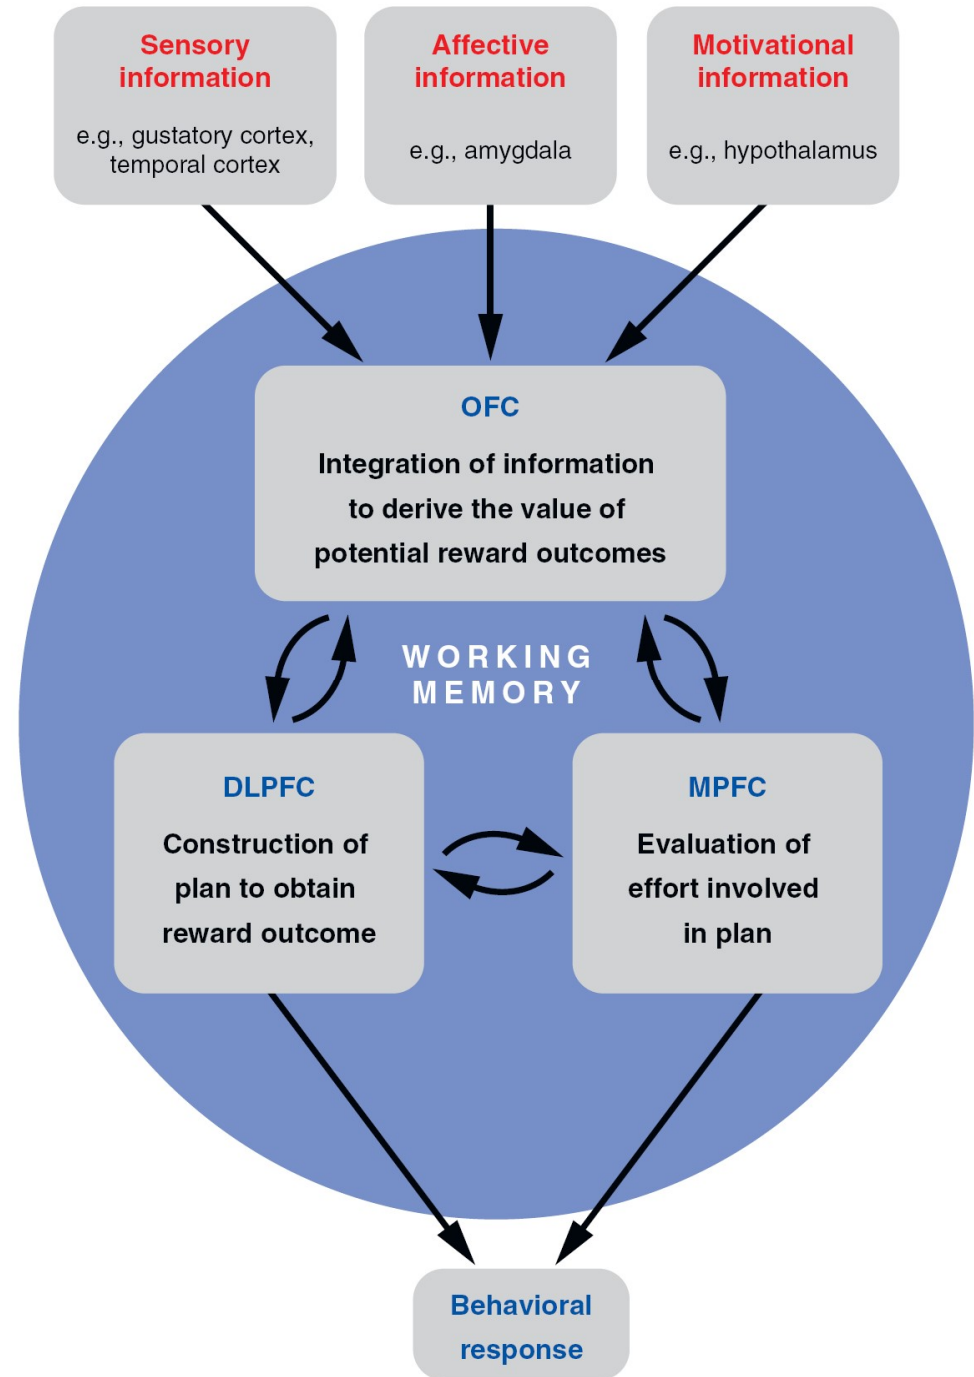 Sensory
information
e.g., gustatory cortex,
temporal cortex
Affective
information
e.g., amygdala
Motivational
information
e.g., hypothalamus
OFC
Integration of information
to derive the value of
potential reward outcomes
WORKING
MEMORY
DLPFC
Construction of
plan to obtain
reward outcome
MPFC
Evaluation of
effort involved
in plan
Behavioral
response